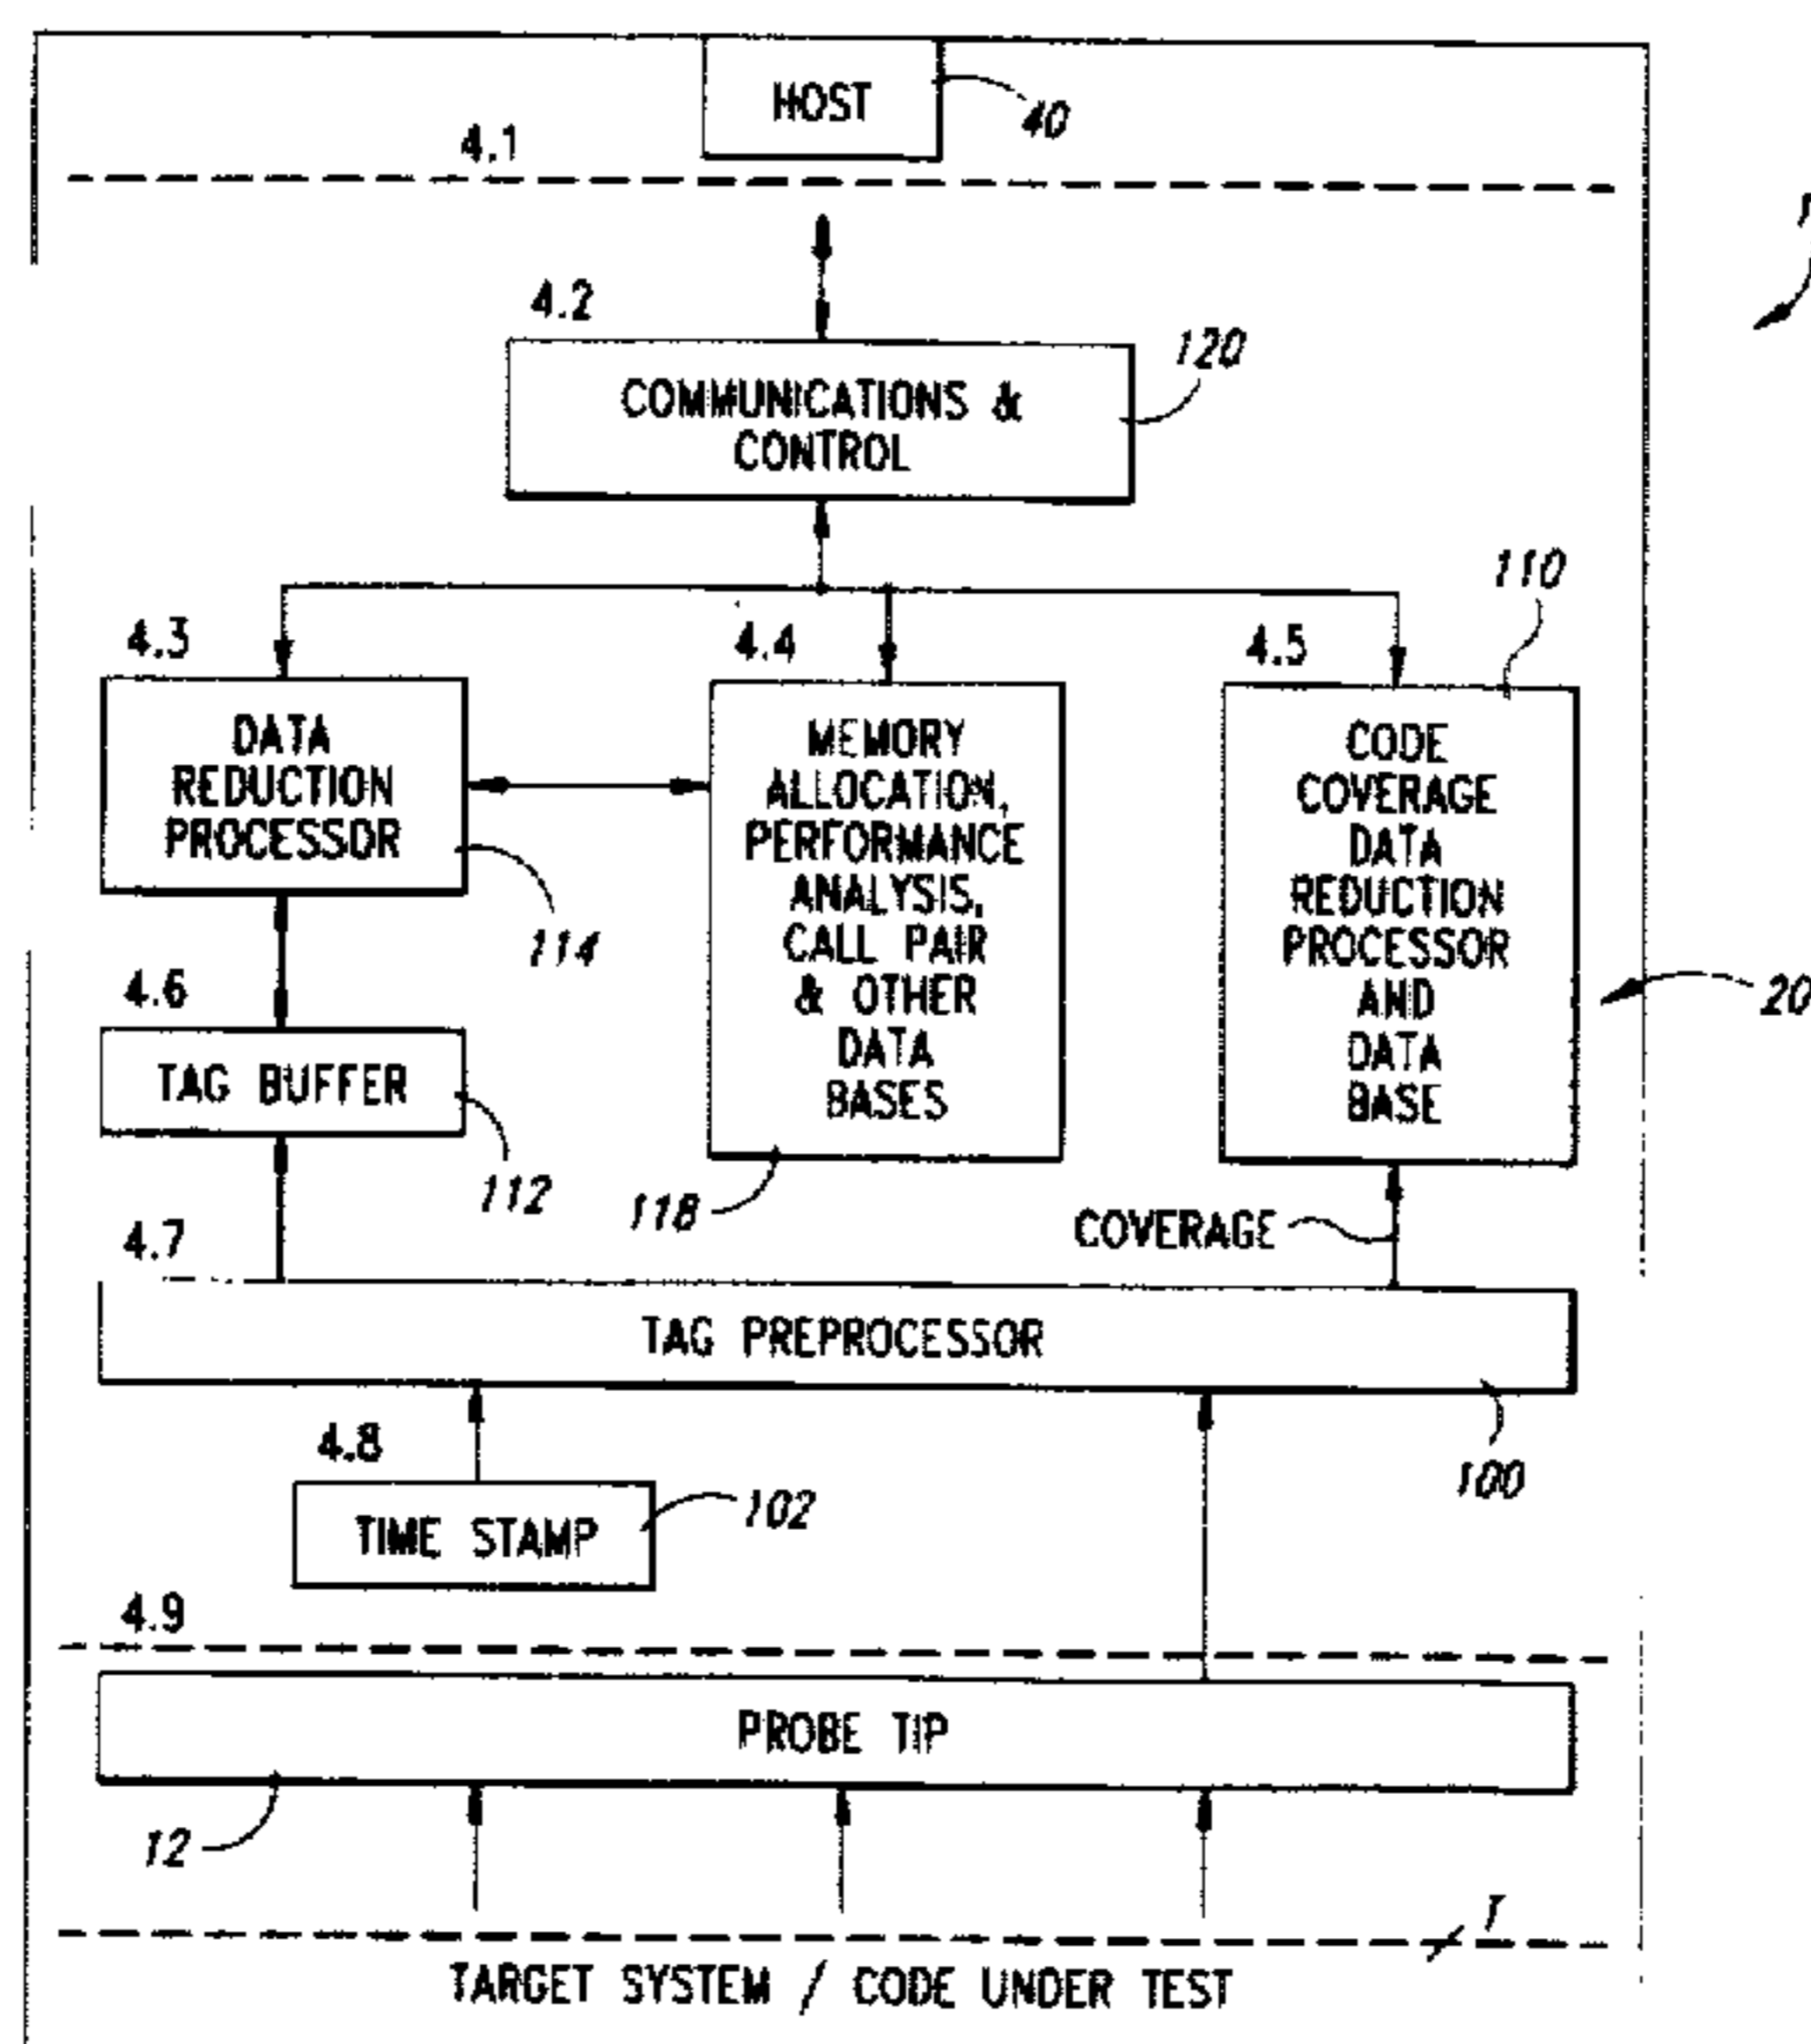 HOST
40
4.1
4.2
120
COMMUNICATIONS &
CONTROL
110
4.3
4.4
4.5
DATA
REDUCTION
PROCESSOR
114
MEMORY
ALLOCATION,
PERFORMANCE
ANALYSIS,
CALL PAIR
& OTHER
DATA
BASES
118
CODE
COVERAGE
DATA
REDUCTION
PROCESSOR
AND
DATA
BASE
20
4.6
TAG BUFFER
112
COVERAGE
4.7
TAG PREPROCESSOR
100
4.8
TIME STAMP
102
4.9
PROBE TIP
12
T
TARGET SYSTEM / CODE UNDER TEST